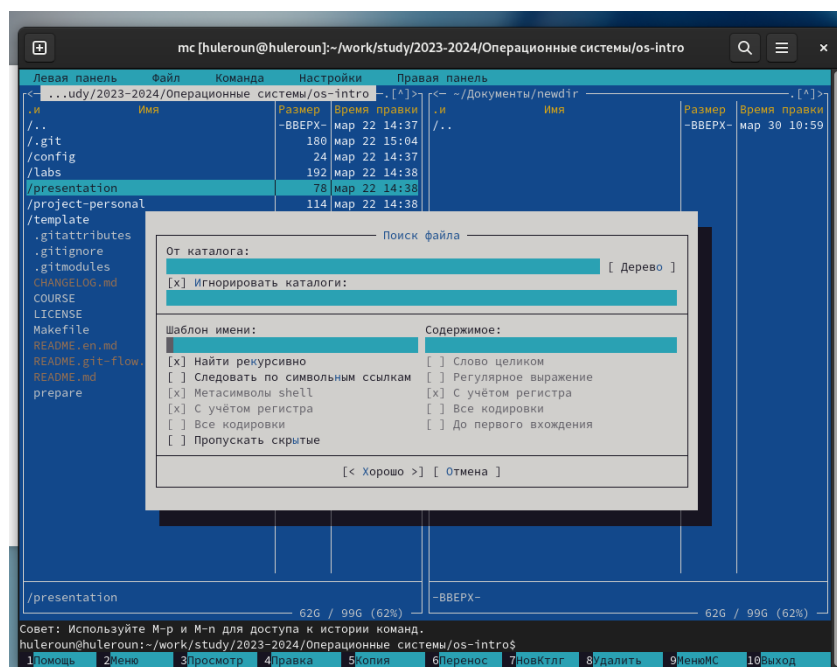 mc [huleroun@huleroun]:~/work/study/2023-2024/Операционные системы/os-intro
Левая панель Файл Команда Настройки Правая панель
<— ...udy/2023-2024/Операционные системы/os-intro —.[^]> <— ~/Документы/newdir —.[^]>
.и Имя Размер Время правки .и Имя Размер Время правки
/.. -ВВЕРХ- мар 22 14:37 /.. -ВВЕРХ- мар 30 10:59
/.git 180 мар 22 15:04
/config 24 мар 22 14:37
/labs 192 мар 22 14:38
/presentation 78 мар 22 14:38
/project-personal 114 мар 22 14:38
/template
.gitattributes
.gitignore
.gitmodules
CHANGELOG.md
COURSE
LICENSE
Makefile
README.en.md
README.git-flow.
README.md
prepare
Поиск файла
От каталога:
[ Дерево ]
[x] Игнорировать каталоги:
Шаблон имени: Содержимое:
[x] Найти рекурсивно [ ] Слово целиком
[ ] Следовать по символьным ссылкам [ ] Регулярное выражение
[x] Метасимволы shell [x] С учётом регистра
[x] С учётом регистра [ ] Все кодировки
[ ] Все кодировки [ ] До первого вхождения
[ ] Пропускать скрытые
[< Хорошо >] [ Отмена ]
/presentation -ВВЕРХ-
62G / 99G (62%) 62G / 99G (62%)
Совет: Используйте M-p и M-n для доступа к истории команд.
huleroun@huleroun:~/work/study/2023-2024/Операционные системы/os-intro$
1Помощь 2Меню 3Просмотр 4Правка 5Копия 6Перенос 7НовКтлг 8Удалить 9МенюMC 10Выход